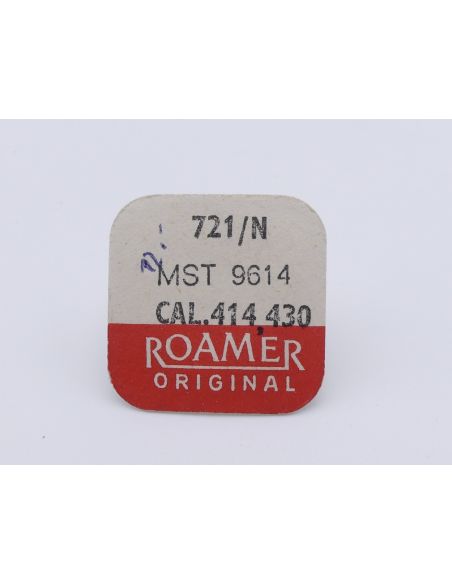 721/N
MST 9614
CAL.414,430
ROAMER
ORIGINAL